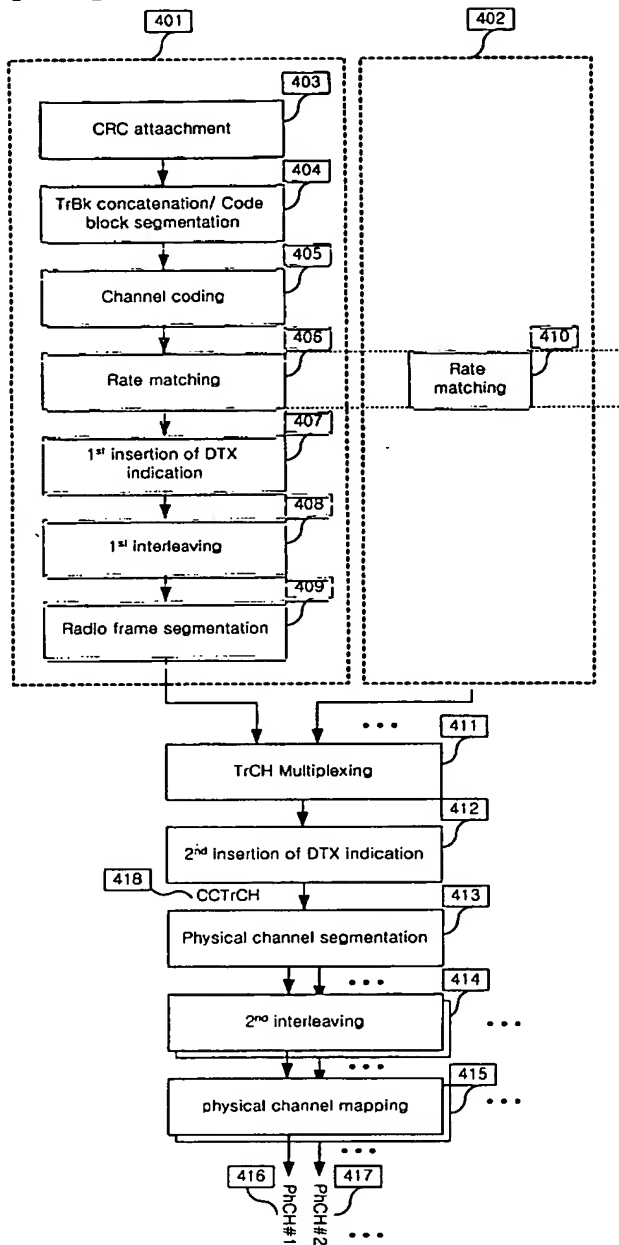 401
402
403
CRC attaachment
404
TrBk concatenation/ Code
block segmentation
405
Channel coding
406
Rate matching
410
Rate
matching
407
1st insertion of DTX
indication
408
1st interleaving
409
Radio frame segmentation
411
TrCH Multiplexing
412
2nd insertion of DTX indication
418
CCTrCH
413
Physical channel segmentation
414
2nd interleaving
415
physical channel mapping
416
PhCH#1
PhCH#2
417